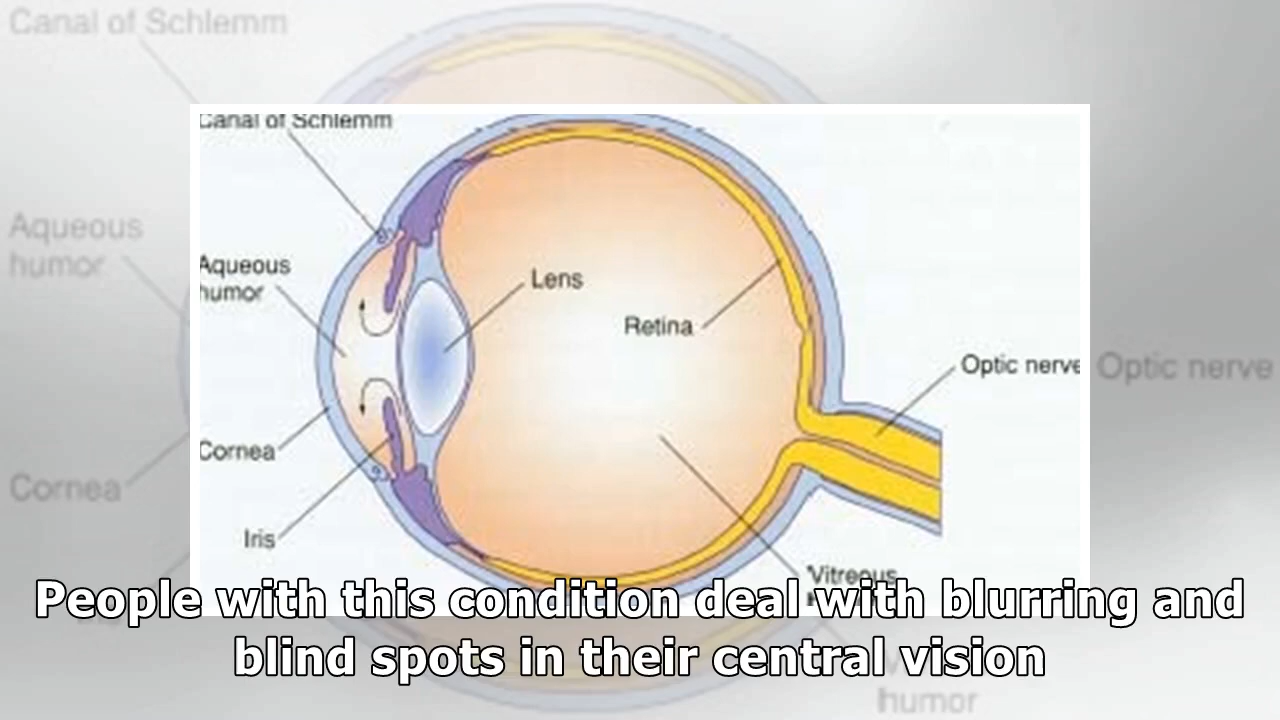 Canal of Schlemm
Canal of Schlemm
Aqueous
humor
Aqueous
humor
Lens
Retina
Optic nerve
Optic nerve
Cornea
Cornea
Iris
Vitreous
People with this condition deal with blurring and
blind spots in their central vision
humor